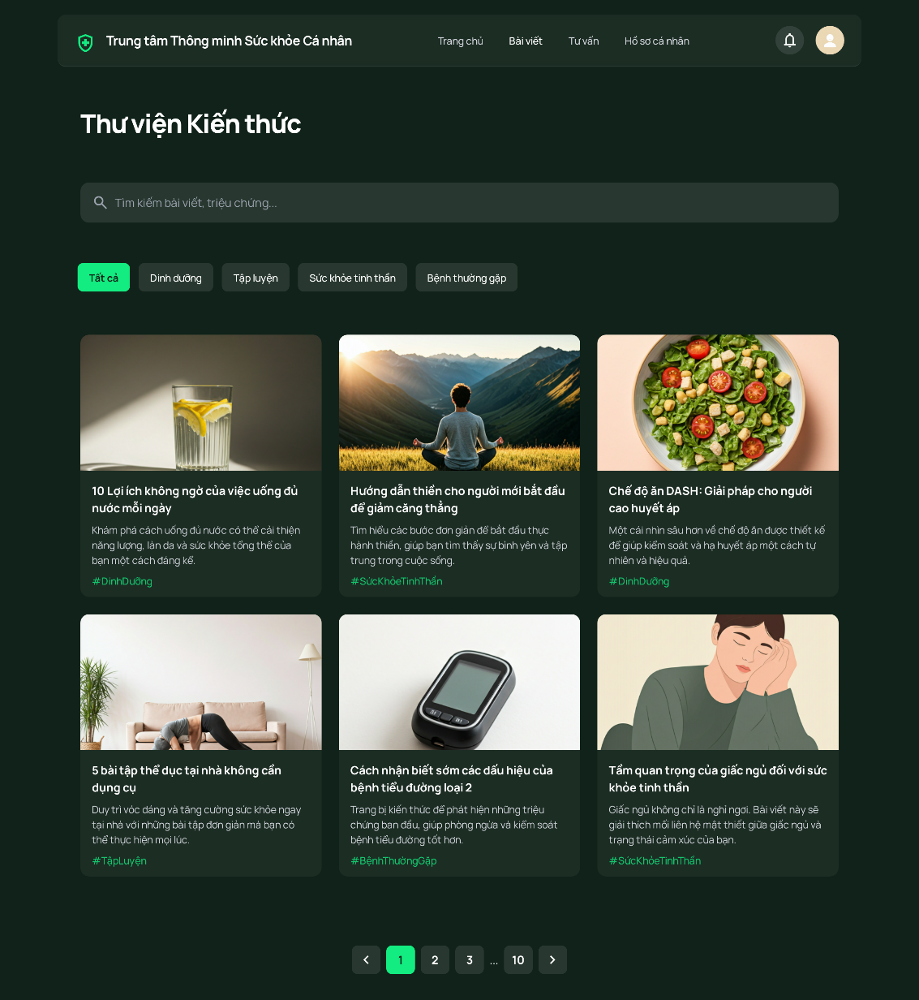 Trung tâm Thông minh Sức khỏe Cá nhân
Trang chủ
Bài viết
Tư vấn
Hồ sơ cá nhân
Thư viện Kiến thức
Tìm kiếm bài viết, triệu chứng...
Tất cả
Dinh dưỡng
Tập luyện
Sức khỏe tinh thần
Bệnh thường gặp
10 Lợi ích không ngờ của việc uống đủ
nước mỗi ngày
Khám phá cách uống đủ nước có thể cải thiện
năng lượng, làn da và sức khỏe tổng thể của
bạn một cách đáng kể.
#DinhDưỡng
Hướng dẫn thiền cho người mới bắt đầu
để giảm căng thẳng
Tìm hiểu các bước đơn giản để bắt đầu thực
hành thiền, giúp bạn tìm thấy sự bình yên và tập
trung trong cuộc sống.
#SứcKhỏeTinhThần
Chế độ ăn DASH: Giải pháp cho người
cao huyết áp
Một cái nhìn sâu hơn về chế độ ăn được thiết kế
để giúp kiểm soát và hạ huyết áp một cách tự
nhiên và hiệu quả.
#DinhDưỡng
5 bài tập thể dục tại nhà không cần
dụng cụ
Duy trì vóc dáng và tăng cường sức khỏe ngay
tại nhà với những bài tập đơn giản mà bạn có
thể thực hiện mọi lúc.
#TậpLuyện
Cách nhận biết sớm các dấu hiệu của
bệnh tiểu đường loại 2
Trang bị kiến thức để phát hiện những triệu
chứng ban đầu, giúp phòng ngừa và kiểm soát
bệnh tiểu đường tốt hơn.
#BệnhThườngGặp
Tầm quan trọng của giấc ngủ đối với sức
khỏe tinh thần
Giấc ngủ không chỉ là nghỉ ngơi. Bài viết này sẽ
giải thích mối liên hệ mật thiết giữa giấc ngủ và
trạng thái cảm xúc của bạn.
#SứcKhỏeTinhThần
1
2
3
...
10